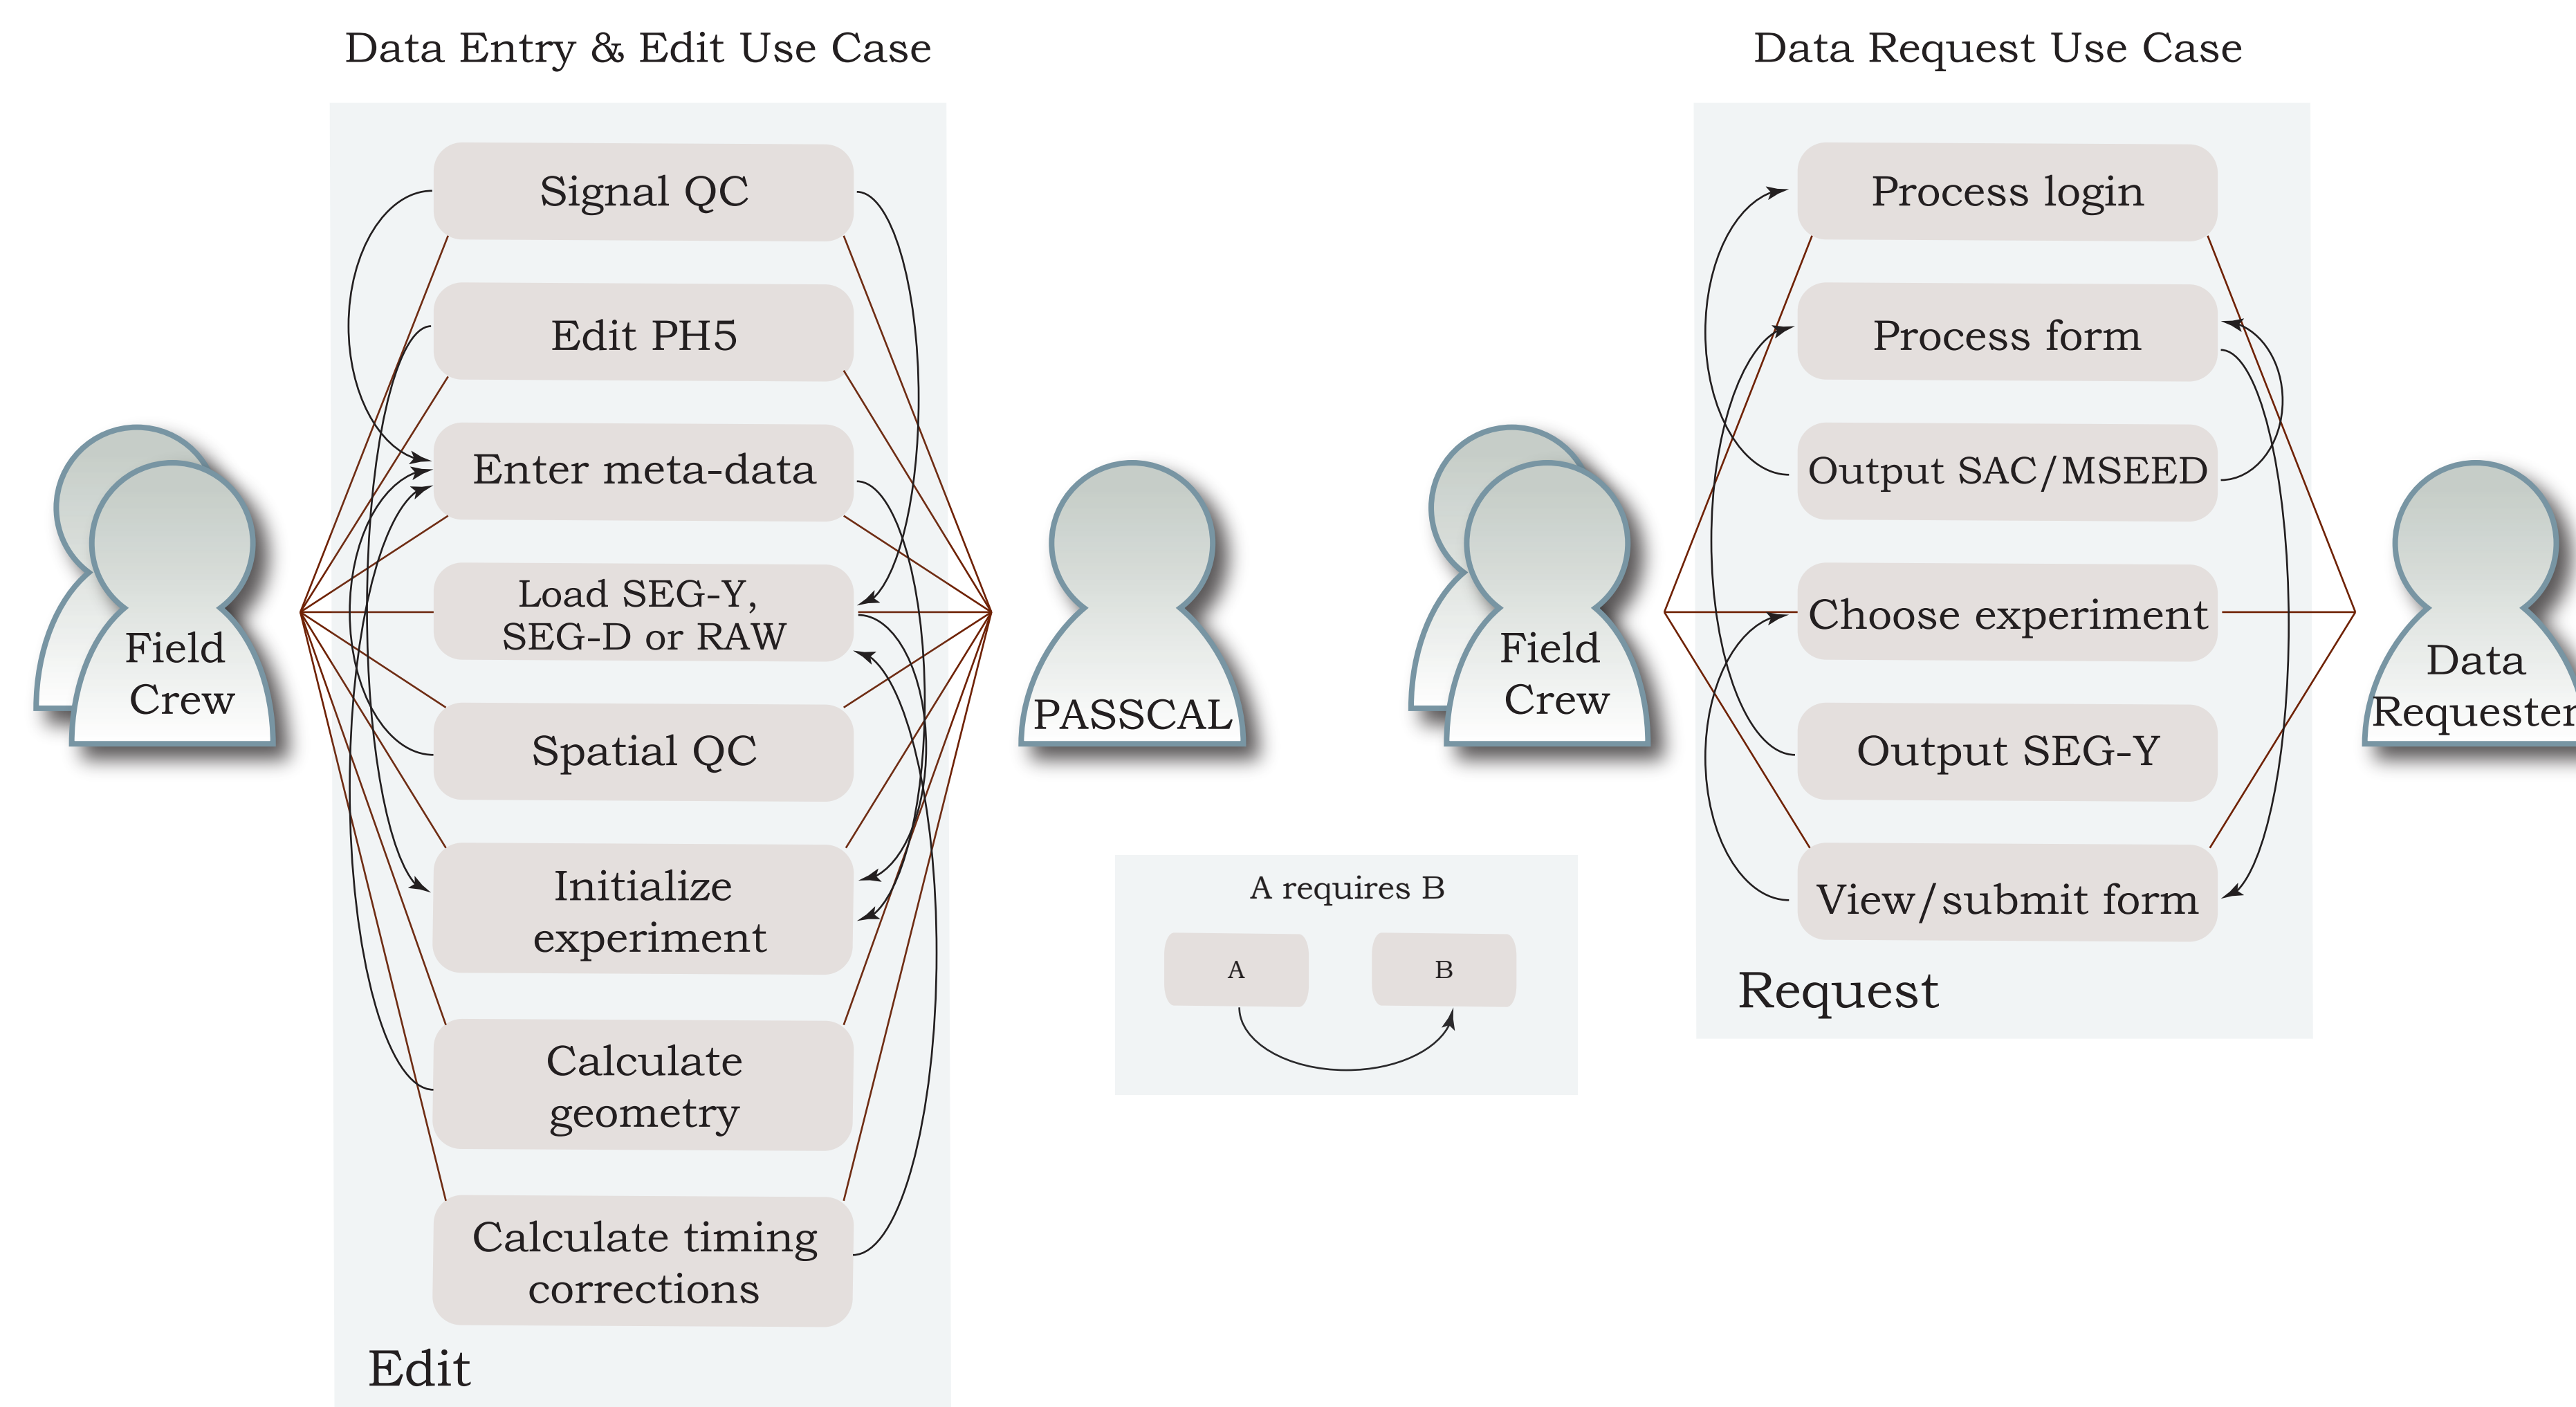 Data Entry & Edit Use Case
Signal QC
Edit PH5
Enter meta-data
Load SEG-Y,
SEG-D or RAW
Spatial QC
Initialize
experiment
Calculate
geometry
Calculate timing
corrections
Edit
Field
Crew
PASSCAL
A requires B
A
B
Data Request Use Case
Process login
Process form
Output SAC/MSEED
Choose experiment
Output SEG-Y
View/submit form
Request
Field
Crew
Data
Requester